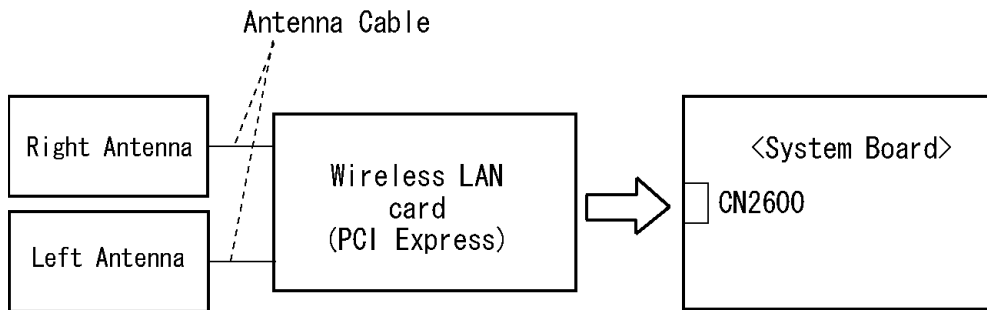 Antenna Cable
Right Antenna
Left Antenna
Wireless LAN
card
(PCI Express)
<System Board>
CN2600